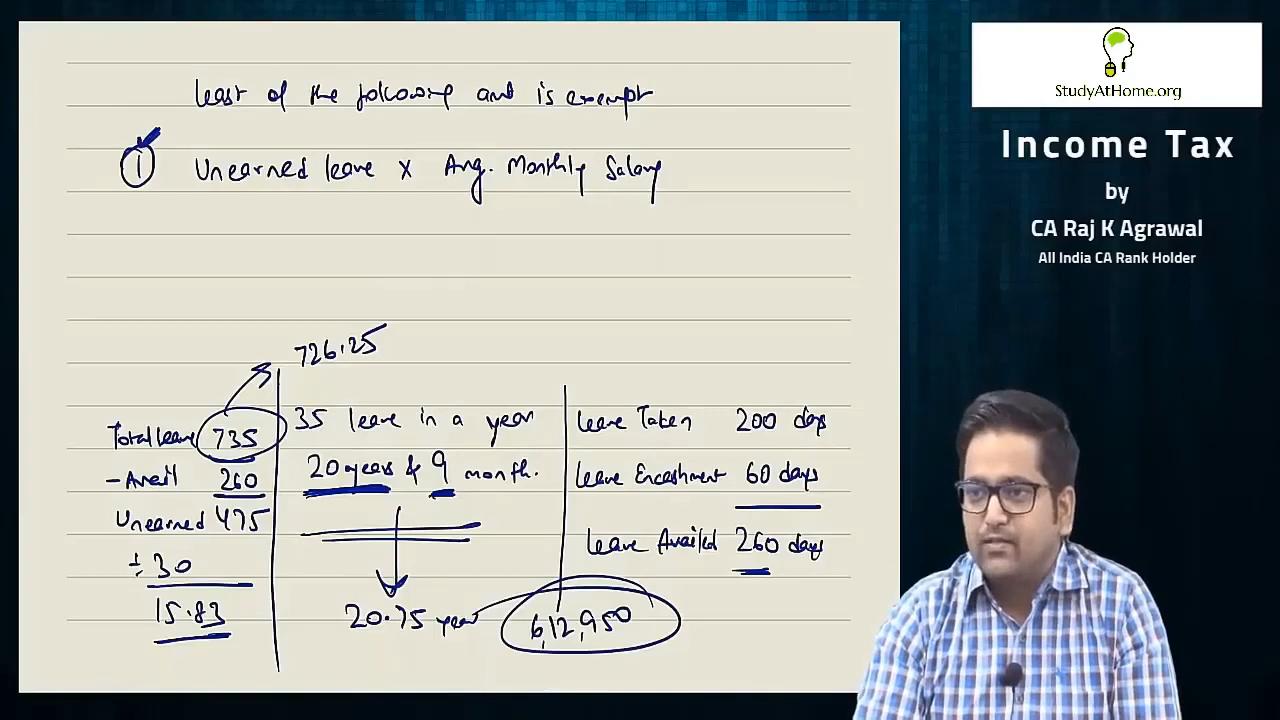 Least of the following and is exempt
1 Unearned leave x Avg. Monthly Salary
726.25
Total leave 735
- Avail 260
Unearned 475
÷ 30
15.83
35 leave in a year
20 years & 9 month.
20.75 year
Leave Taken 200 days
Leave Encashment 60 days
Leave Availed 260 days
6,12,950
StudyAtHome.org
Income Tax
by
CA Raj K Agrawal
All India CA Rank Holder